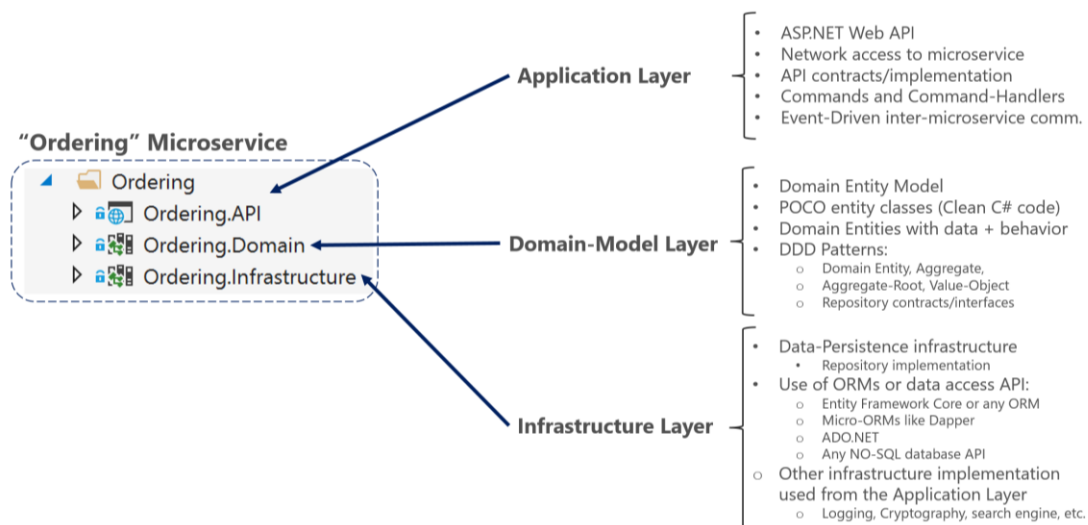 "Ordering" Microservice
Ordering
Ordering.API
Ordering.Domain
Ordering.Infrastructure
Application Layer
• ASP.NET Web API
• Network access to microservice
• API contracts/implementation
• Commands and Command-Handlers
• Event-Driven inter-microservice comm.
Domain-Model Layer
• Domain Entity Model
• POCO entity classes (Clean C# code)
• Domain Entities with data + behavior
• DDD Patterns:
o Domain Entity, Aggregate,
o Aggregate-Root, Value-Object
o Repository contracts/interfaces
Infrastructure Layer
• Data-Persistence infrastructure
• Repository implementation
• Use of ORMs or data access API:
o Entity Framework Core or any ORM
o Micro-ORMs like Dapper
o ADO.NET
o Any NO-SQL database API
o Other infrastructure implementation
used from the Application Layer
o Logging, Cryptography, search engine, etc.